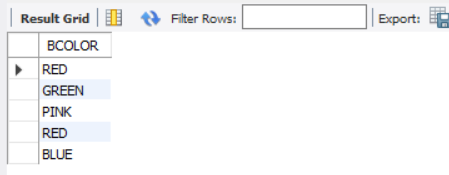 Result Grid Filter Rows: Export:
BCOLOR
RED
GREEN
PINK
RED
BLUE